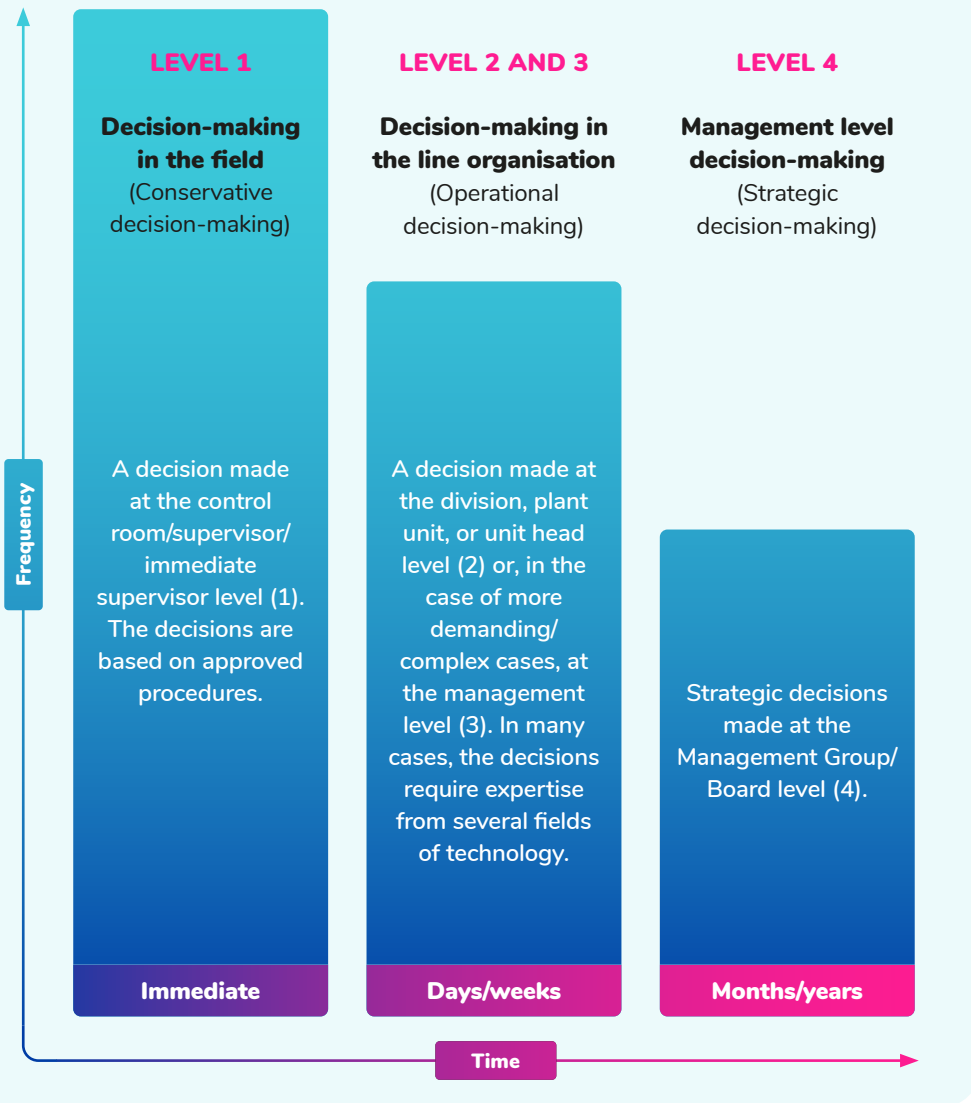 Frequency
LEVEL 1
Decision-making
in the field
(Conservative
decision-making)
A decision made
at the control
room/supervisor/
immediate
supervisor level (1).
The decisions are
based on approved
procedures.
Immediate
LEVEL 2 AND 3
Decision-making in
the line organisation
(Operational
decision-making)
A decision made at
the division, plant
unit, or unit head
level (2) or, in the
case of more
demanding/
complex cases, at
the management
level (3). In many
cases, the decisions
require expertise
from several fields
of technology.
Days/weeks
LEVEL 4
Management level
decision-making
(Strategic
decision-making)
Strategic decisions
made at the
Management Group/
Board level (4).
Months/years
Time